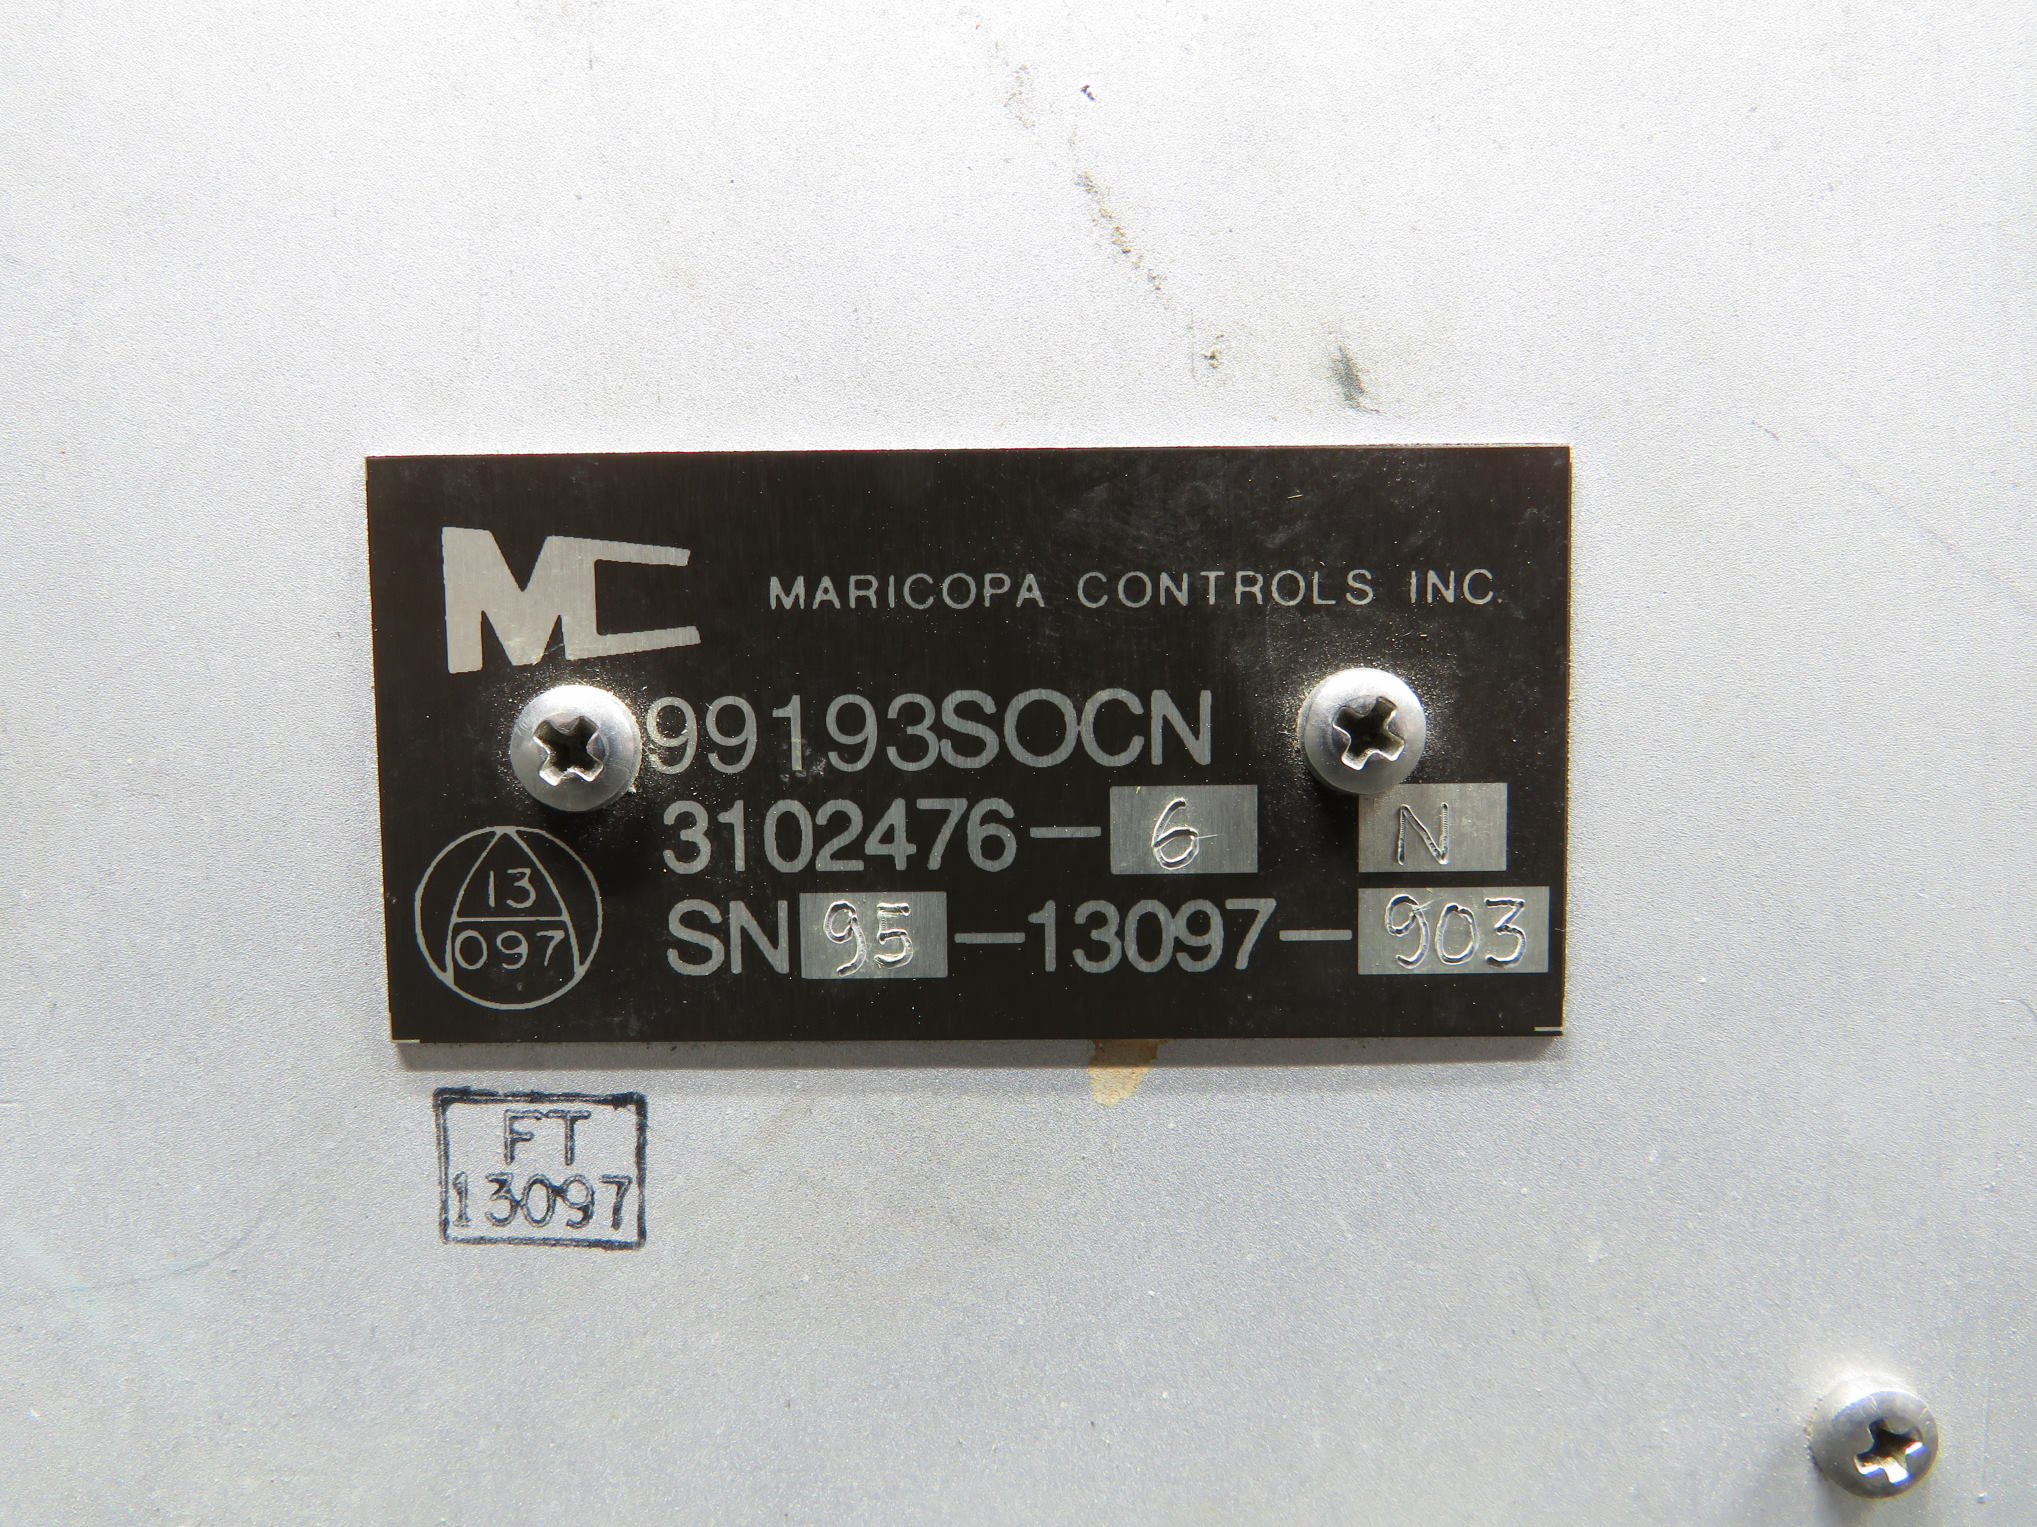 MC MARICOPA CONTROLS INC.
99193SOCN
3102476-6 N
SN 95-13097-903
13
097
FT
13097